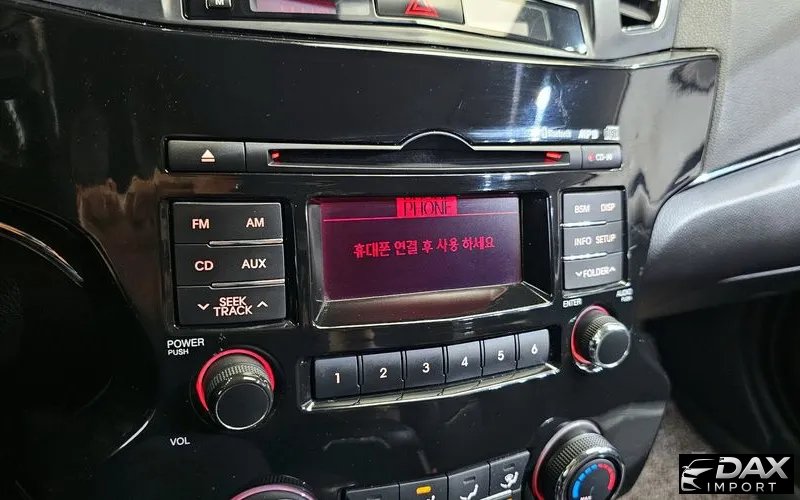 M
Bluetooth MP3
CD-IN
FM AM
CD AUX
SEEK
TRACK
PHONE
휴대폰 연결 후 사용 하세요
BSM DISP
INFO SETUP
FOLDER
ENTER
AUDIO
PUSH
POWER
PUSH
VOL
1 2 3 4 5 6
DAX
IMPORT